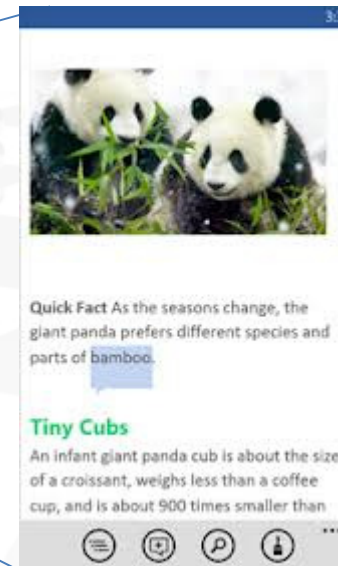 Quick Fact As the seasons change, the
giant panda prefers different species and
parts of bamboo.
Tiny Cubs
An infant giant panda cub is about the size
of a croissant, weighs less than a coffee
cup, and is about 900 times smaller than